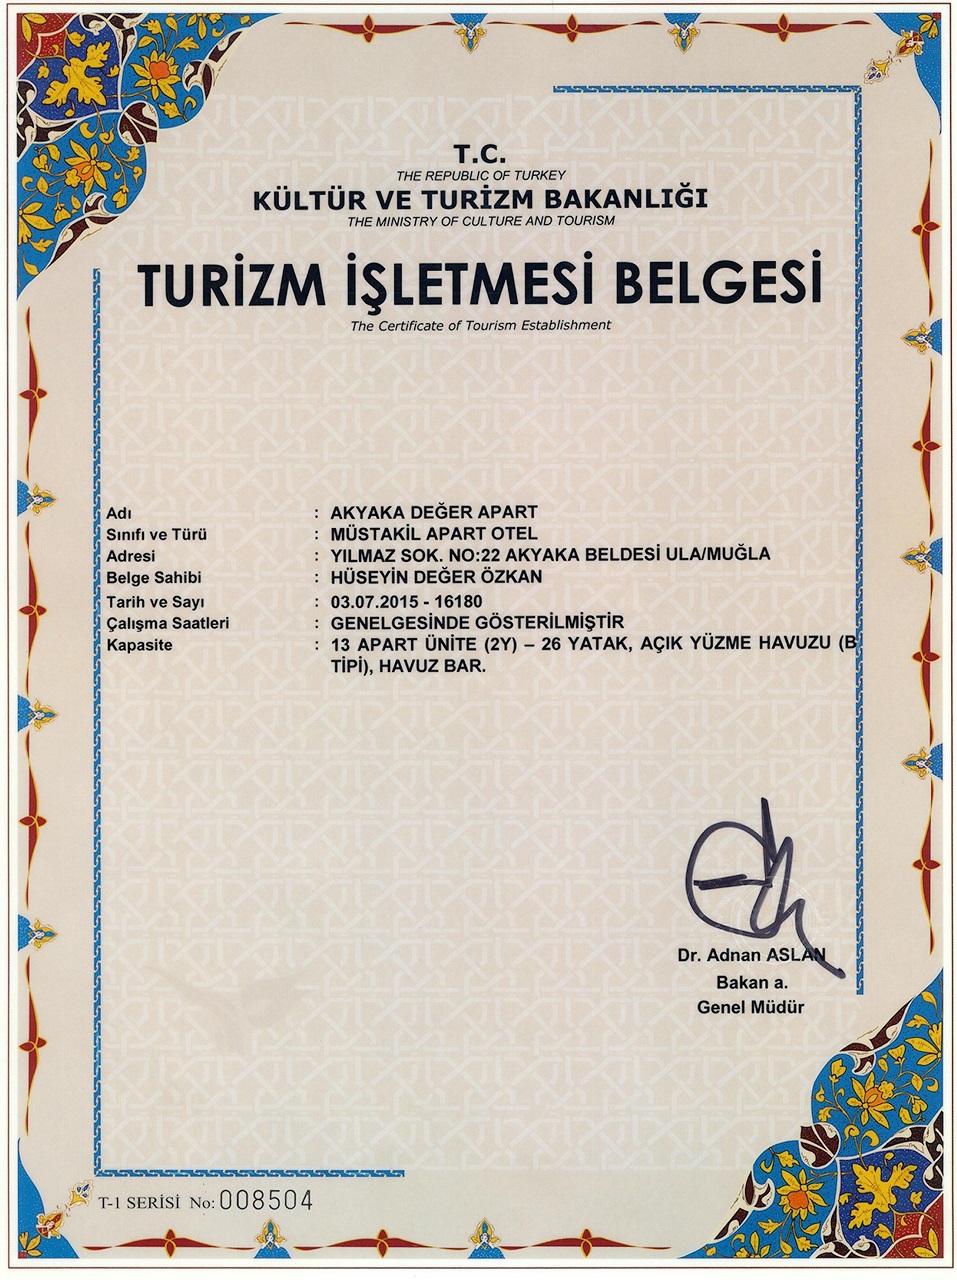 T.C.
THE REPUBLIC OF TURKEY
KÜLTÜR VE TURİZM BAKANLIĞI
THE MINISTRY OF CULTURE AND TOURISM
TURİZM İŞLETMESİ BELGESİ
The Certificate of Tourism Establishment
Adı : AKYAKA DEĞER APART
Sınıfı ve Türü : MÜSTAKİL APART OTEL
Adresi : YILMAZ SOK. NO:22 AKYAKA BELDESİ ULA/MUĞLA
Belge Sahibi : HÜSEYİN DEĞER ÖZKAN
Tarih ve Sayı : 03.07.2015 - 16180
Çalışma Saatleri : GENELGESİNDE GÖSTERİLMİŞTİR
Kapasite : 13 APART ÜNİTE (2Y) – 26 YATAK, AÇIK YÜZME HAVUZU (B
TİPİ), HAVUZ BAR.
Dr. Adnan ASLAN
Bakan a.
Genel Müdür
T-1 SERİSİ No: 008504